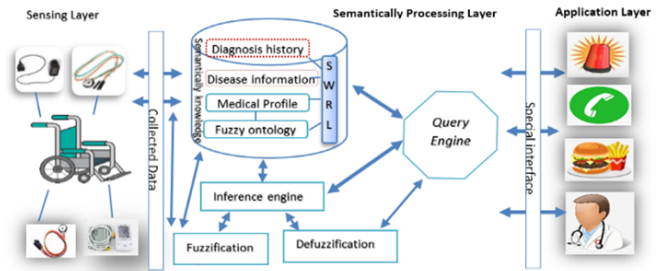 Sensing Layer
Semantically Processing Layer
Application Layer
Collected Data
Semantically knowledge
Diagnosis history
Disease information
Medical Profile
Fuzzy ontology
S
W
R
L
Query
Engine
Special interface
Inference engine
Fuzzification
Defuzzification